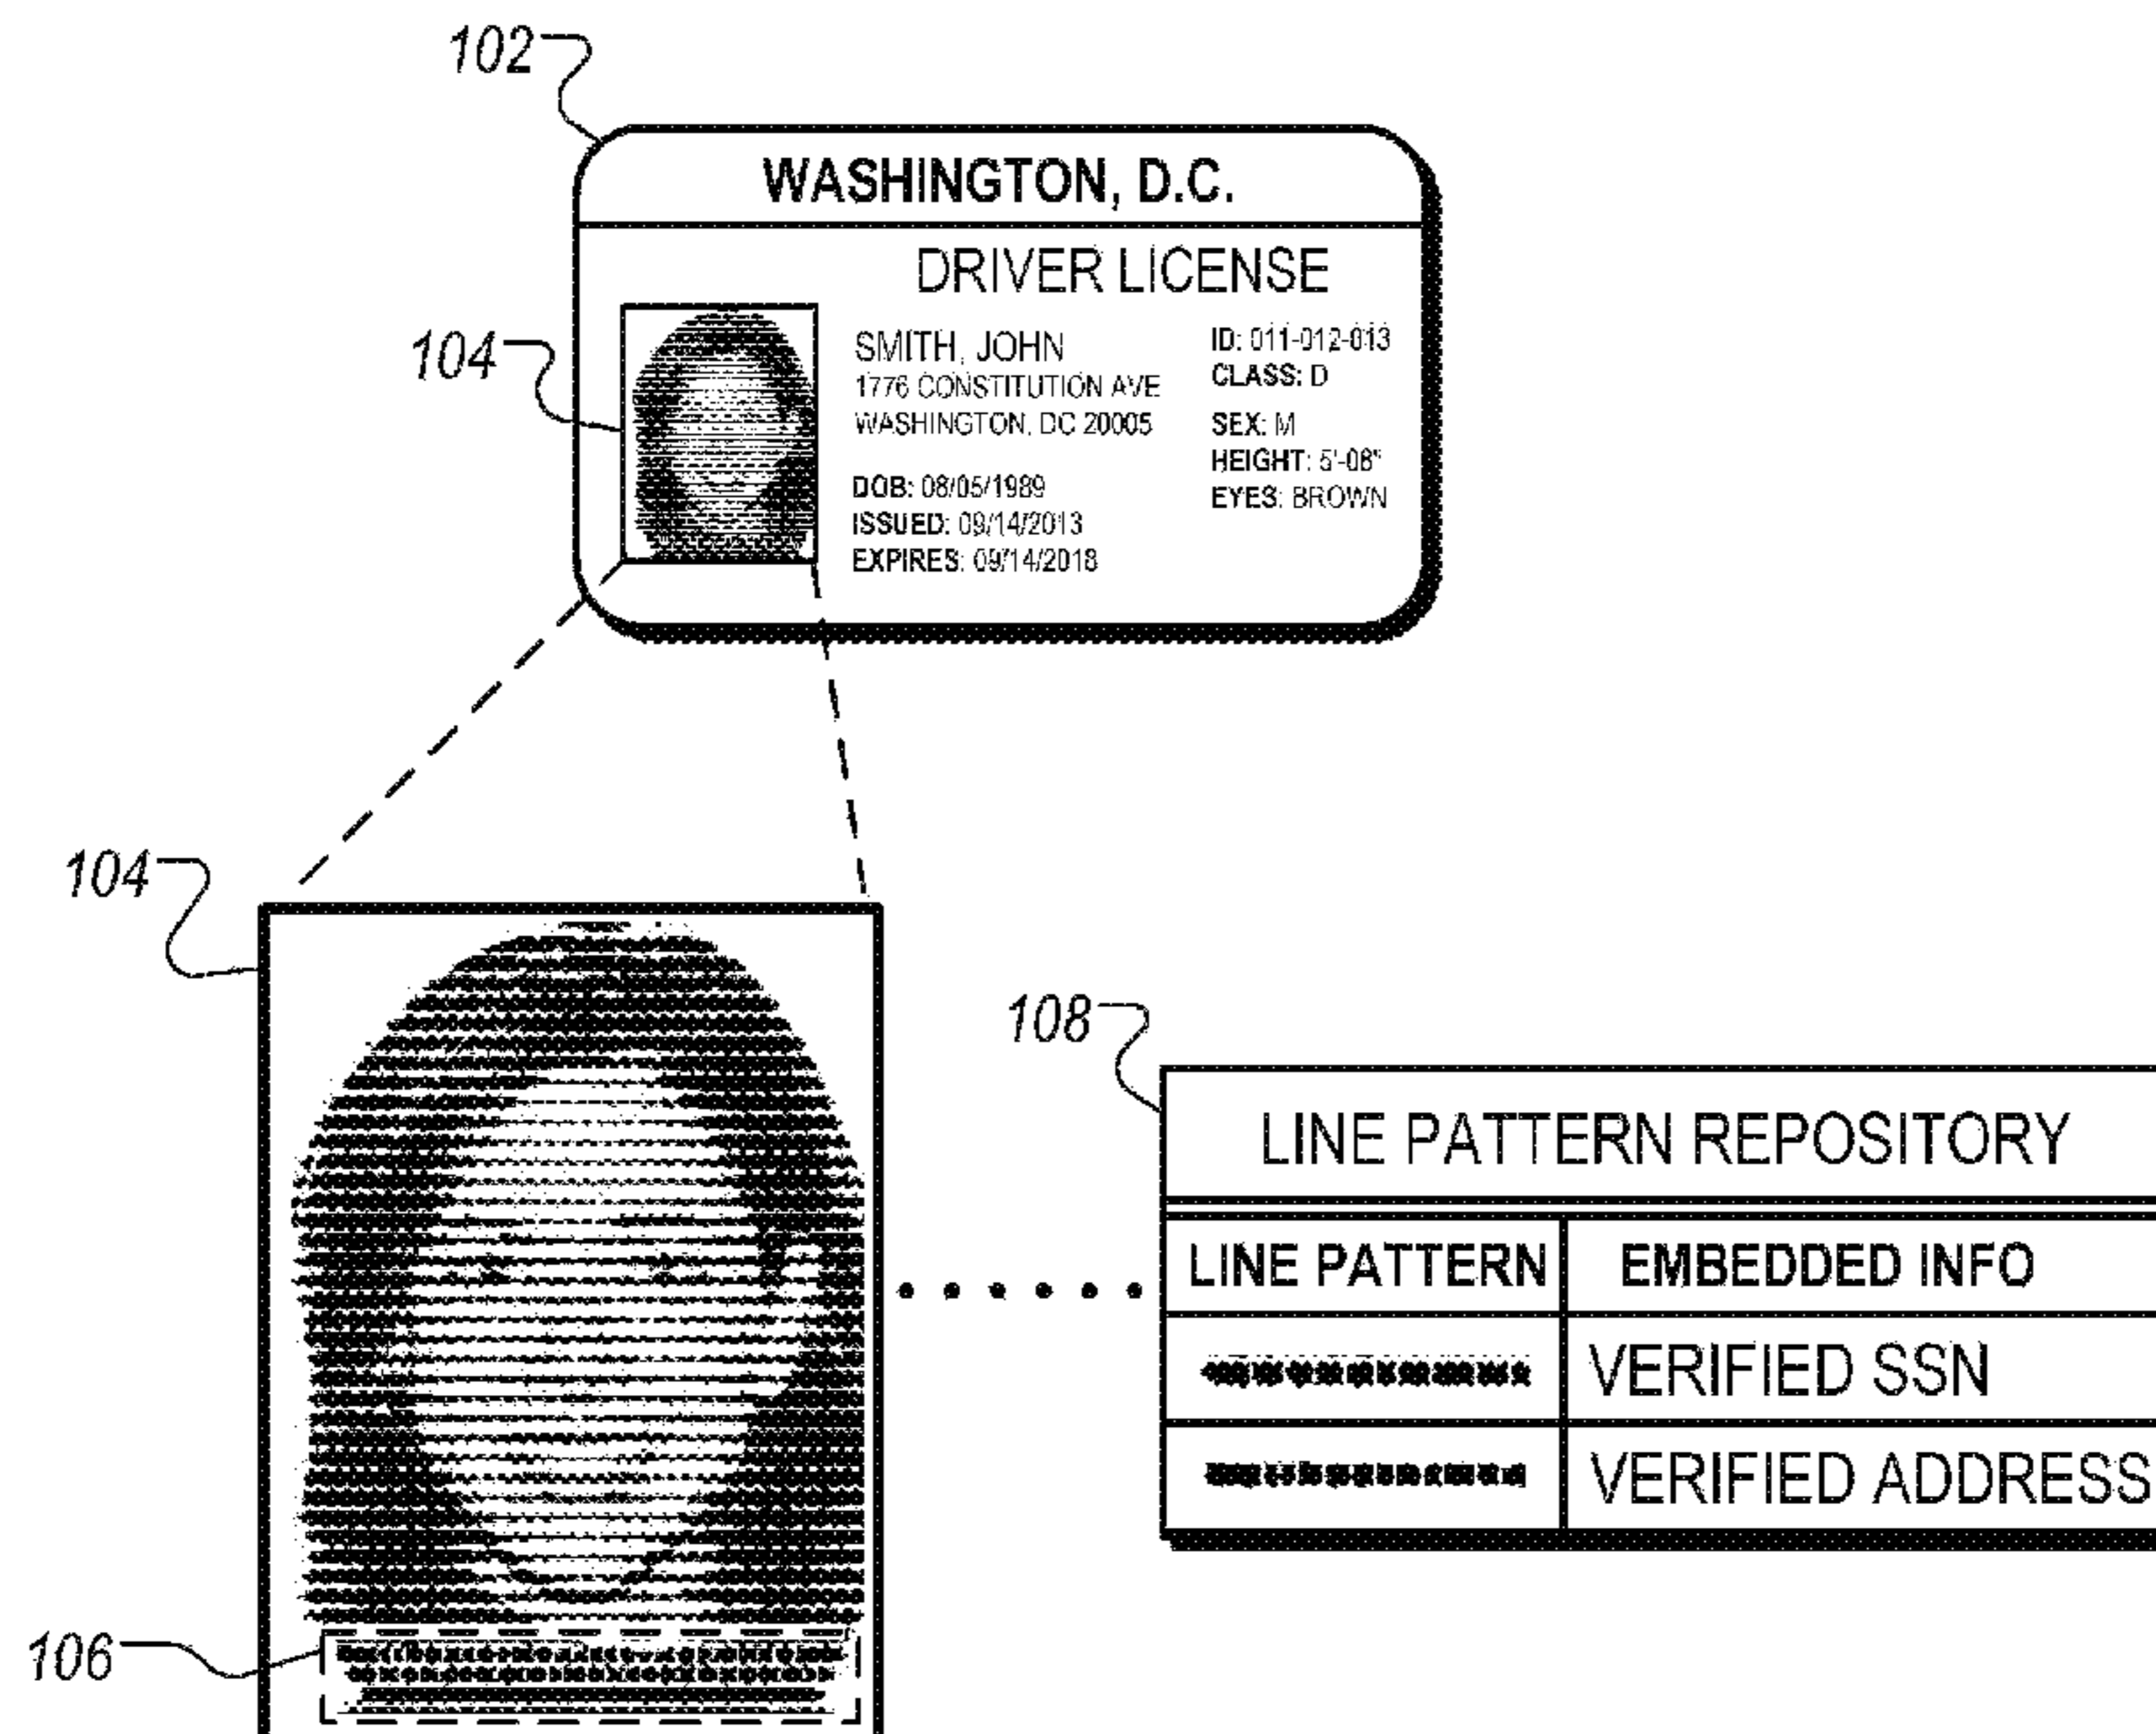 102
WASHINGTON, D.C.
DRIVER LICENSE
104
SMITH, JOHN
1776 CONSTITUTION AVE
WASHINGTON, DC 20005
DOB: 08/05/1989
ISSUED: 09/14/2013
EXPIRES: 09/14/2018
ID: 011-012-013
CLASS: D
SEX: M
HEIGHT: 5'-08"
EYES: BROWN
104
108
LINE PATTERN REPOSITORY
LINE PATTERN EMBEDDED INFO
VERIFIED SSN
VERIFIED ADDRESS
106